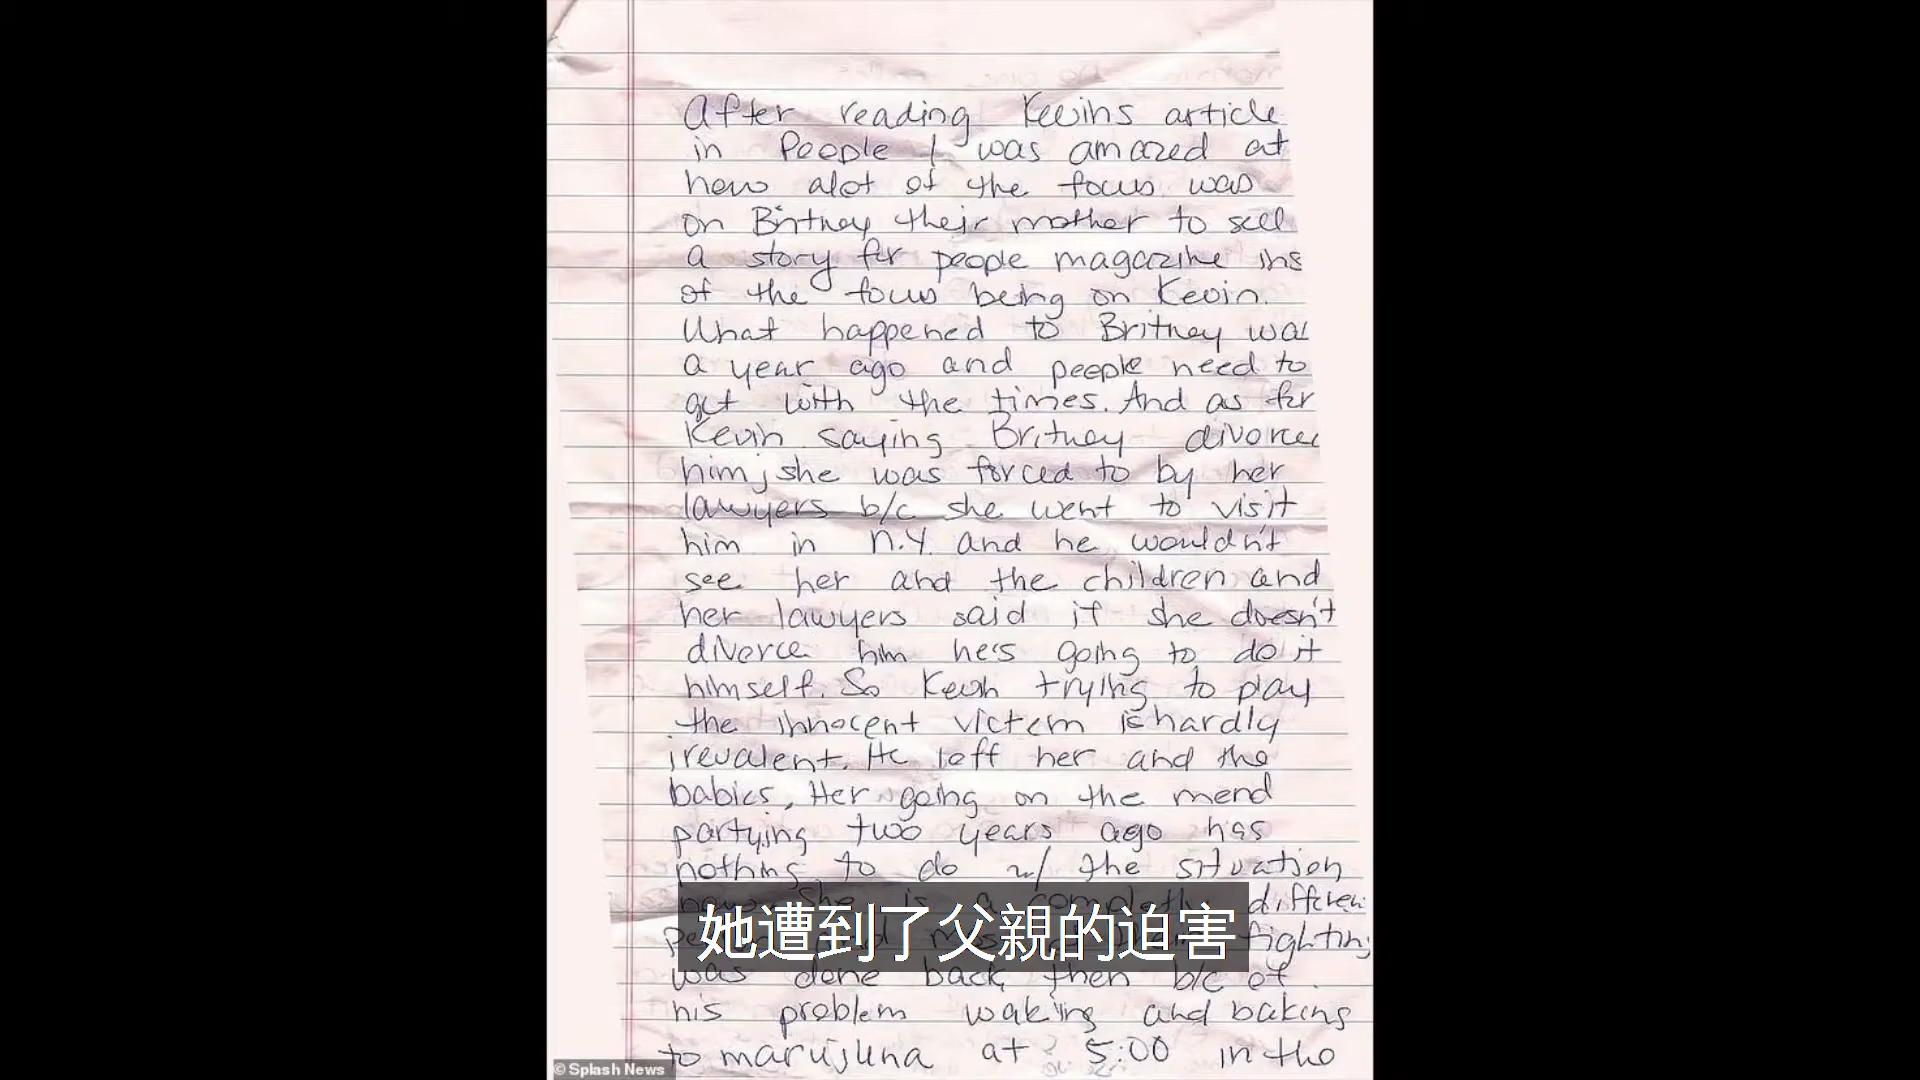 After reading Kevins article
in People I was amazed at
how alot of the focus was
on Britney their mother to sell
a story for people magazine ins
of the focus being on Kevin.
What happened to Britney was
a year ago and people need to
get with the times. And as for
Kevin saying Britney divorce
him; she was forced to by her
lawyers b/c she went to visit
him in N.Y. and he wouldn't
see her and the children and
her lawyers said if she doesn't
divorce him he's going to do it
himself. So Kevin trying to play
the innocent victem is hardly
irevalent. He left her and the
babies. Her going on the mend
partying two years ago has
nothing to do w/ the situation
She is a completly differen
fighting
她遭到了父親的迫害
was done back then b/c of
his problem waking and baking
to marujuna at 5:00 in the
© Splash News